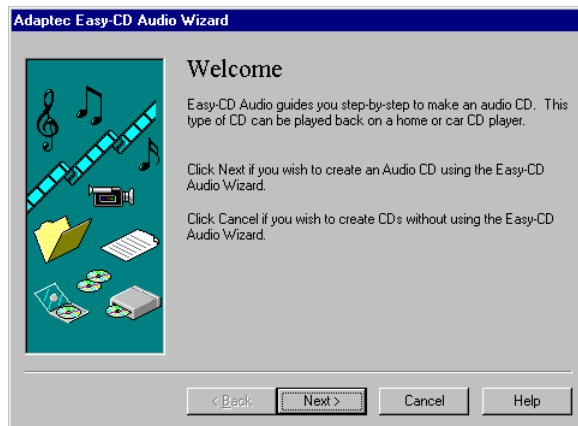 Adaptec Easy-CD Audio Wizard
Welcome
Easy-CD Audio guides you step-by-step to make an audio CD. This
type of CD can be played back on a home or car CD player.
Click Next if you wish to create an Audio CD using the Easy-CD
Audio Wizard.
Click Cancel if you wish to create CDs without using the Easy-CD
Audio Wizard.
< Back
Next >
Cancel
Help